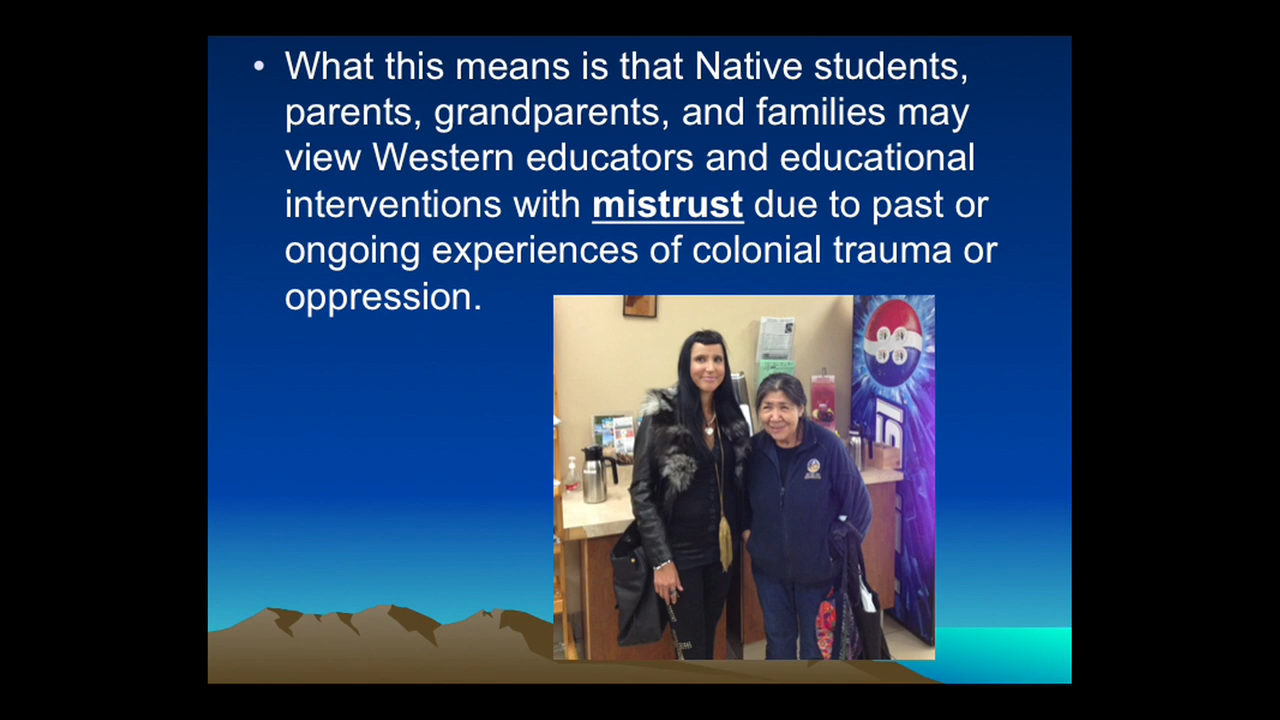 • What this means is that Native students,
parents, grandparents, and families may
view Western educators and educational
interventions with mistrust due to past or
ongoing experiences of colonial trauma or
oppression.